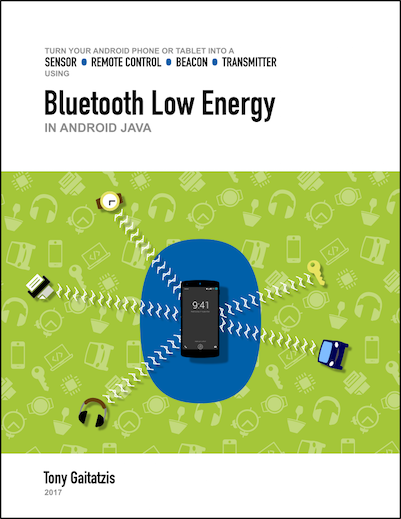 TURN YOUR ANDROID PHONE OR TABLET INTO A
SENSOR • REMOTE CONTROL • BEACON • TRANSMITTER
USING
Bluetooth Low Energy
IN ANDROID JAVA
9:41
Tony Gaitatzis
2017